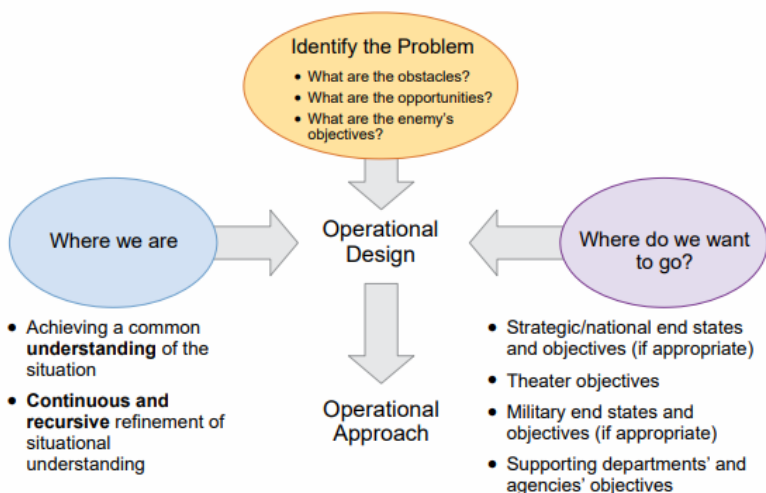 Identify the Problem
• What are the obstacles?
• What are the opportunities?
• What are the enemy's
objectives?
Where we are
Operational
Design
Where do we want
to go?
• Achieving a common
understanding of the
situation
• Continuous and
recursive refinement of
situational
understanding
Operational
Approach
• Strategic/national end states
and objectives (if appropriate)
• Theater objectives
• Military end states and
objectives (if appropriate)
• Supporting departments' and
agencies' objectives